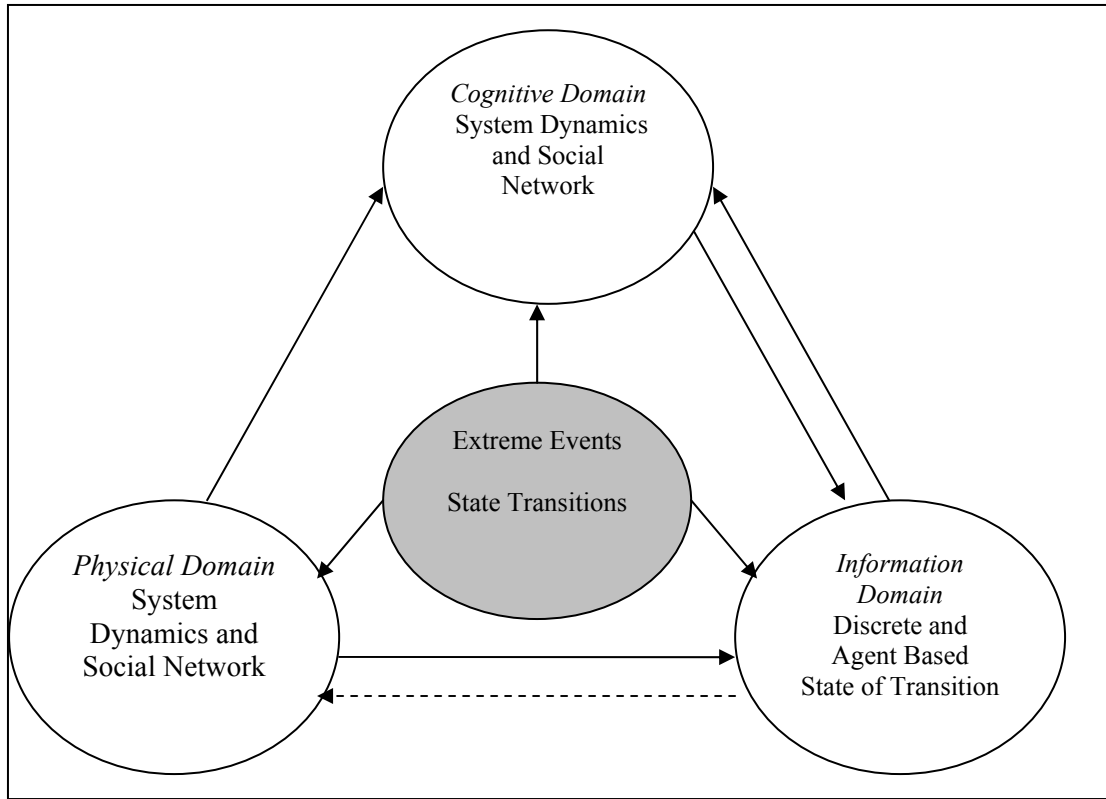 Cognitive Domain
System Dynamics
and Social
Network
Extreme Events
State Transitions
Physical Domain
System
Dynamics and
Social Network
Information
Domain
Discrete and
Agent Based
State of Transition